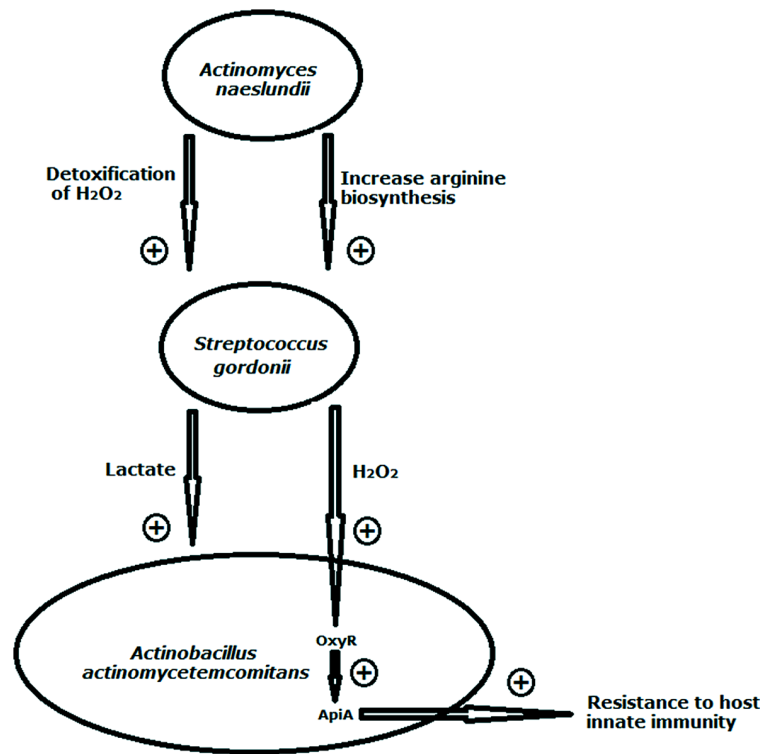 Actinomyces
naeslundii
Detoxification
of H₂O₂
Increase arginine
biosynthesis
+
+
Streptococcus
gordonii
Lactate
H₂O₂
+
+
OxyR
Actinobacillus
actinomycetemcomitans
+
+
ApiA
Resistance to host
innate immunity